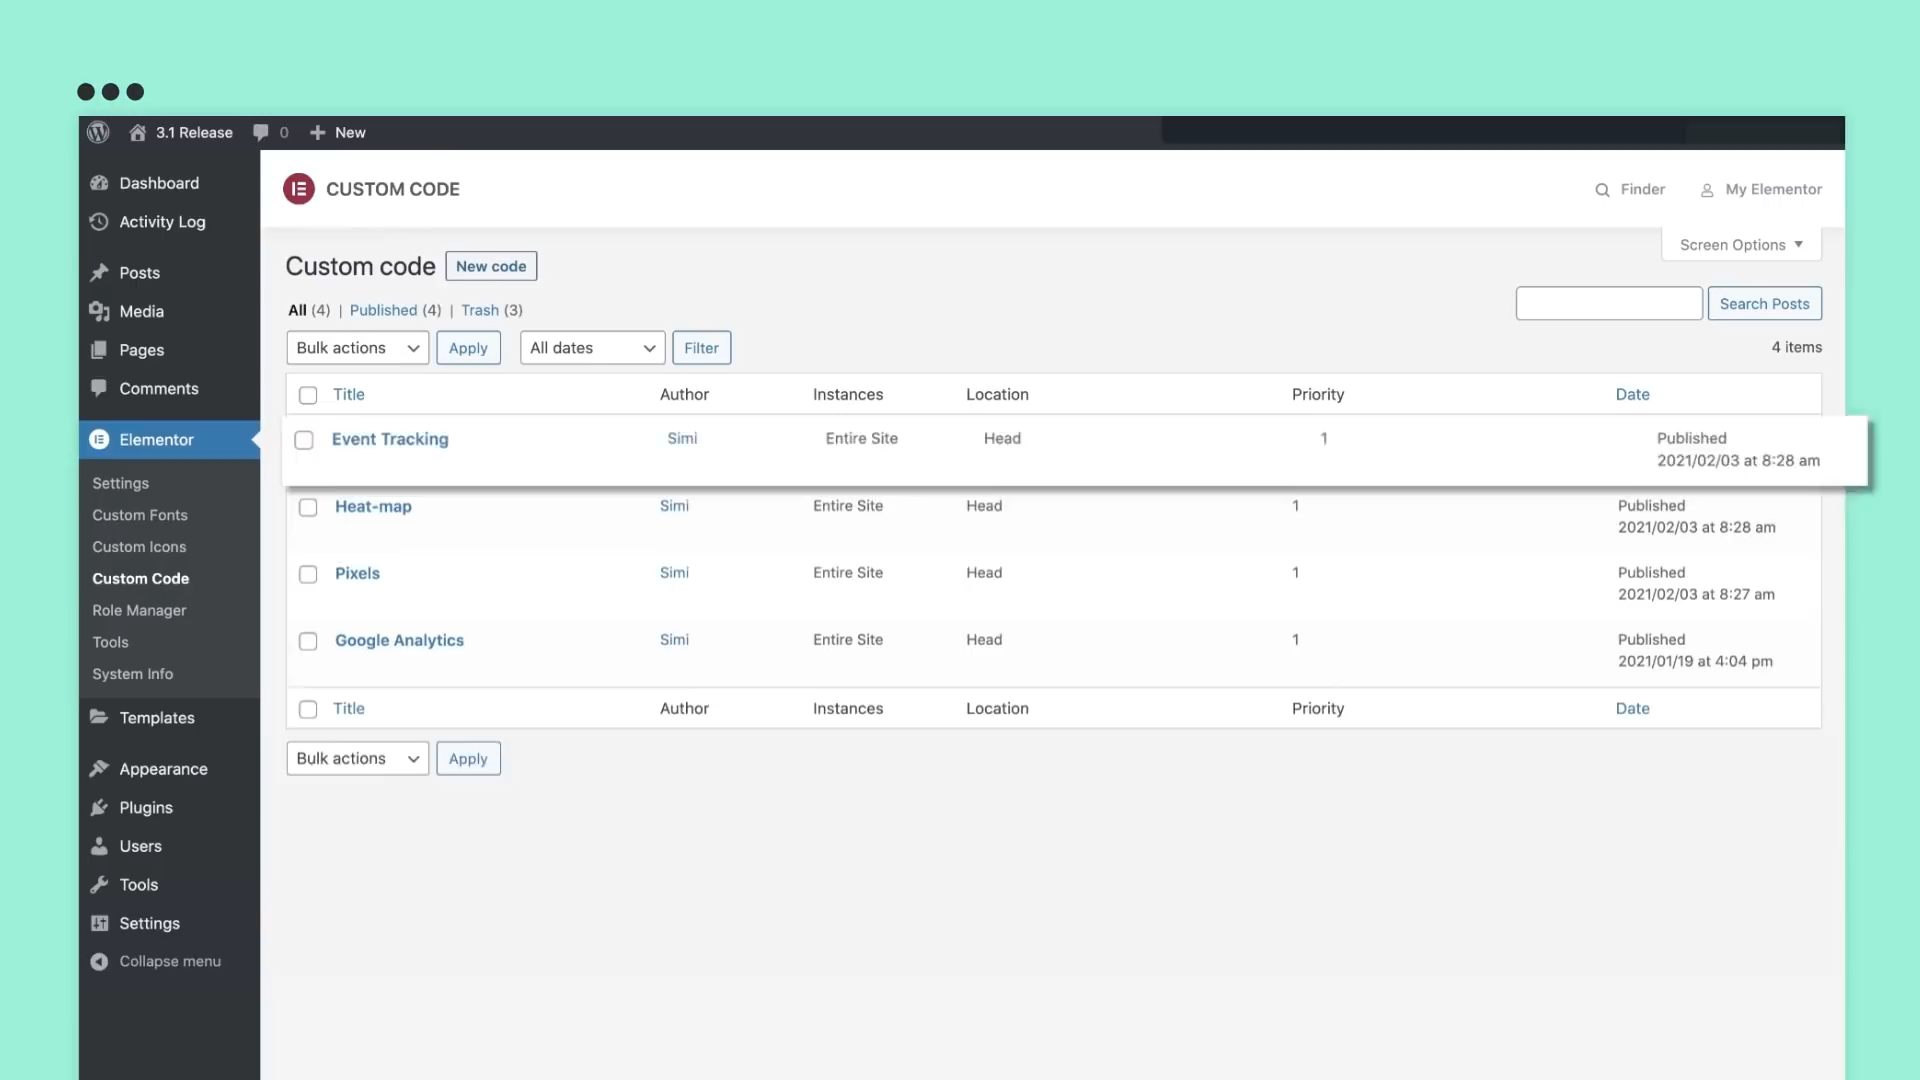 3.1 Release 0 New
Dashboard
Activity Log
Posts
Media
Pages
Comments
Elementor
Settings
Custom Fonts
Custom Icons
Custom Code
Role Manager
Tools
System Info
Templates
Appearance
Plugins
Users
Tools
Settings
Collapse menu
CUSTOM CODE
Finder My Elementor
Screen Options
Custom code New code
All (4) | Published (4) | Trash (3)
Search Posts
Bulk actions Apply All dates Filter
4 items
Title Author Instances Location Priority Date
Event Tracking Simi Entire Site Head 1 Published
2021/02/03 at 8:28 am
Heat-map Simi Entire Site Head 1 Published
2021/02/03 at 8:28 am
Pixels Simi Entire Site Head 1 Published
2021/02/03 at 8:27 am
Google Analytics Simi Entire Site Head 1 Published
2021/01/19 at 4:04 pm
Title Author Instances Location Priority Date
Bulk actions Apply